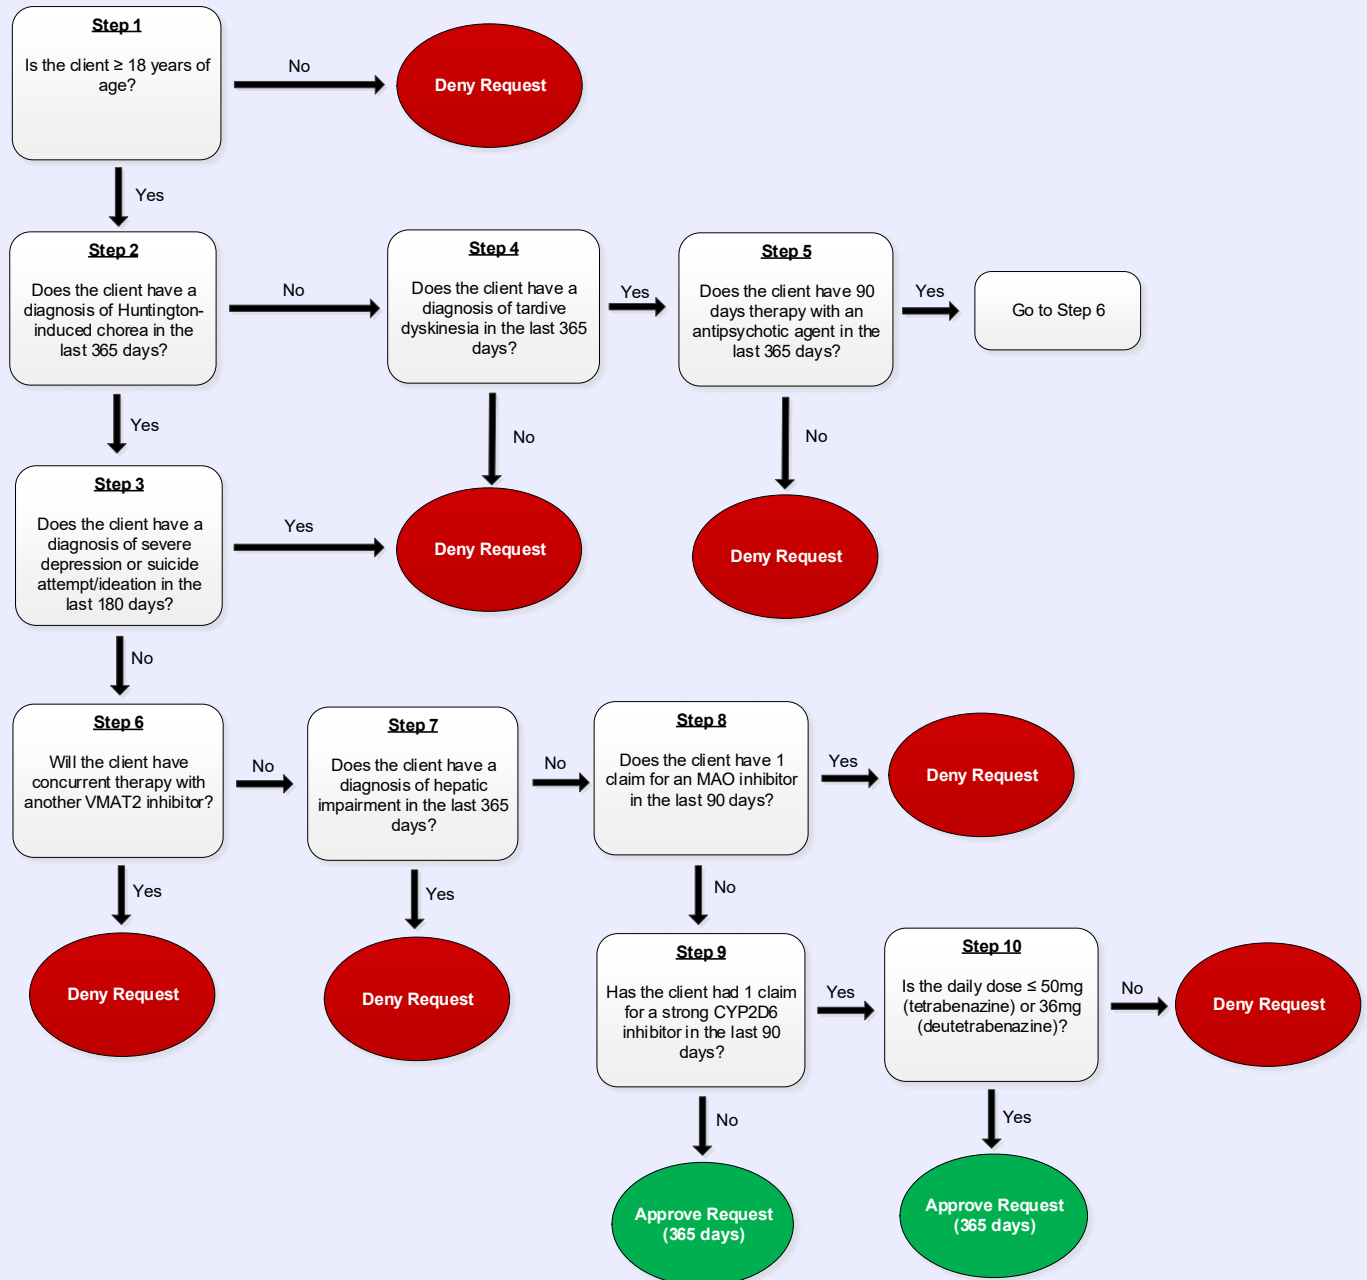 Step 1
Is the client ≥ 18 years of
age?
No
Deny Request
Yes
Step 2
Does the client have a
diagnosis of Huntington-
induced chorea in the
last 365 days?
No
Step 4
Does the client have a
diagnosis of tardive
dyskinesia in the last 365
days?
Yes
Step 5
Does the client have 90
days therapy with an
antipsychotic agent in the
last 365 days?
Yes
Go to Step 6
Yes
No
No
Step 3
Does the client have a
diagnosis of severe
depression or suicide
attempt/ideation in the
last 180 days?
Yes
Deny Request
Deny Request
No
Step 6
Will the client have
concurrent therapy with
another VMAT2 inhibitor?
No
Step 7
Does the client have a
diagnosis of hepatic
impairment in the last 365
days?
No
Step 8
Does the client have 1
claim for an MAO inhibitor
in the last 90 days?
Yes
Deny Request
Yes
Yes
No
Deny Request
Deny Request
Step 9
Has the client had 1 claim
for a strong CYP2D6
inhibitor in the last 90
days?
Yes
Step 10
Is the daily dose ≤ 50mg
(tetrabenazine) or 36mg
(deutetrabenazine)?
No
Deny Request
No
Yes
Approve Request
(365 days)
Approve Request
(365 days)